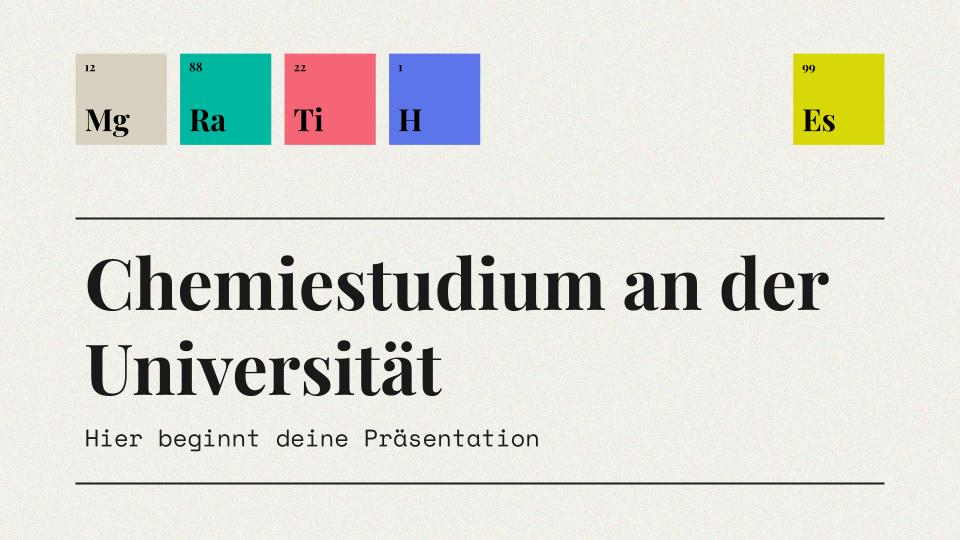 12 88 22 1 99
Mg Ra Ti H Es
Chemiestudium an der
Universität
Hier beginnt deine Präsentation